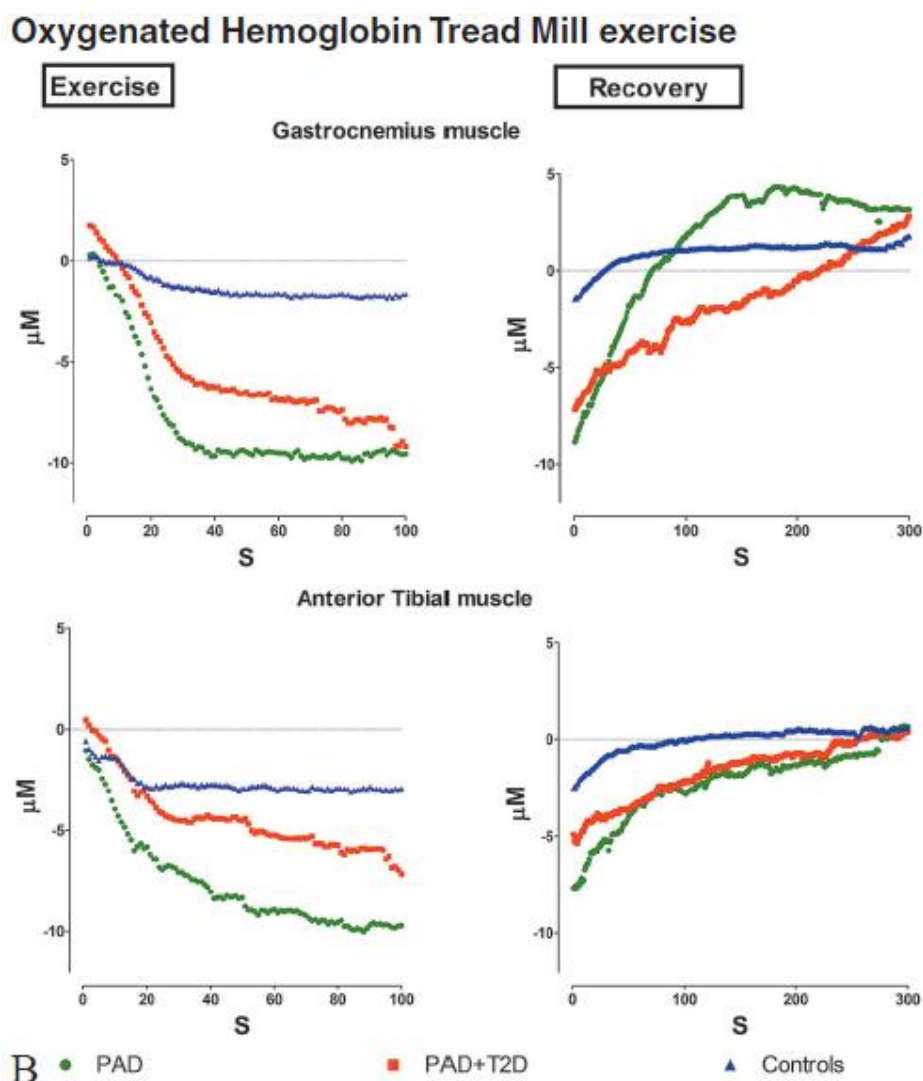 Oxygenated Hemoglobin Tread Mill exercise
Exercise
Recovery
Gastrocnemius muscle
5
0
-5
-10
μM
0 20 40 60 80 100
S
5
0
-5
-10
μM
0 100 200 300
S
Anterior Tibial muscle
5
0
-5
-10
μM
0 20 40 60 80 100
S
5
0
-5
-10
μM
0 100 200 300
S
B PAD PAD+T2D Controls